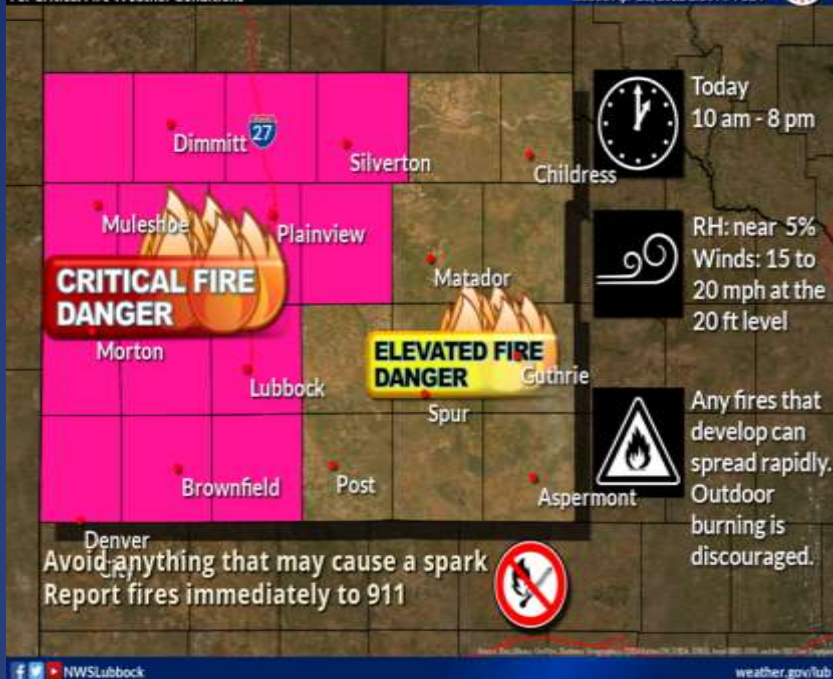 Today
10 am - 8 pm
Dimmitt
27
Silverton
Childress
Muleshoe
Plainview
RH: near 5%
Winds: 15 to
20 mph at the
20 ft level
Matador
CRITICAL FIRE
DANGER
Morton
ELEVATED FIRE
DANGER
Guthrie
Lubbock
Spur
Any fires that
develop can
spread rapidly.
Outdoor
burning is
discouraged.
Brownfield
Post
Aspermont
Denver
City
Avoid anything that may cause a spark
Report fires immediately to 911
NWSLubbock
weather.gov/lub